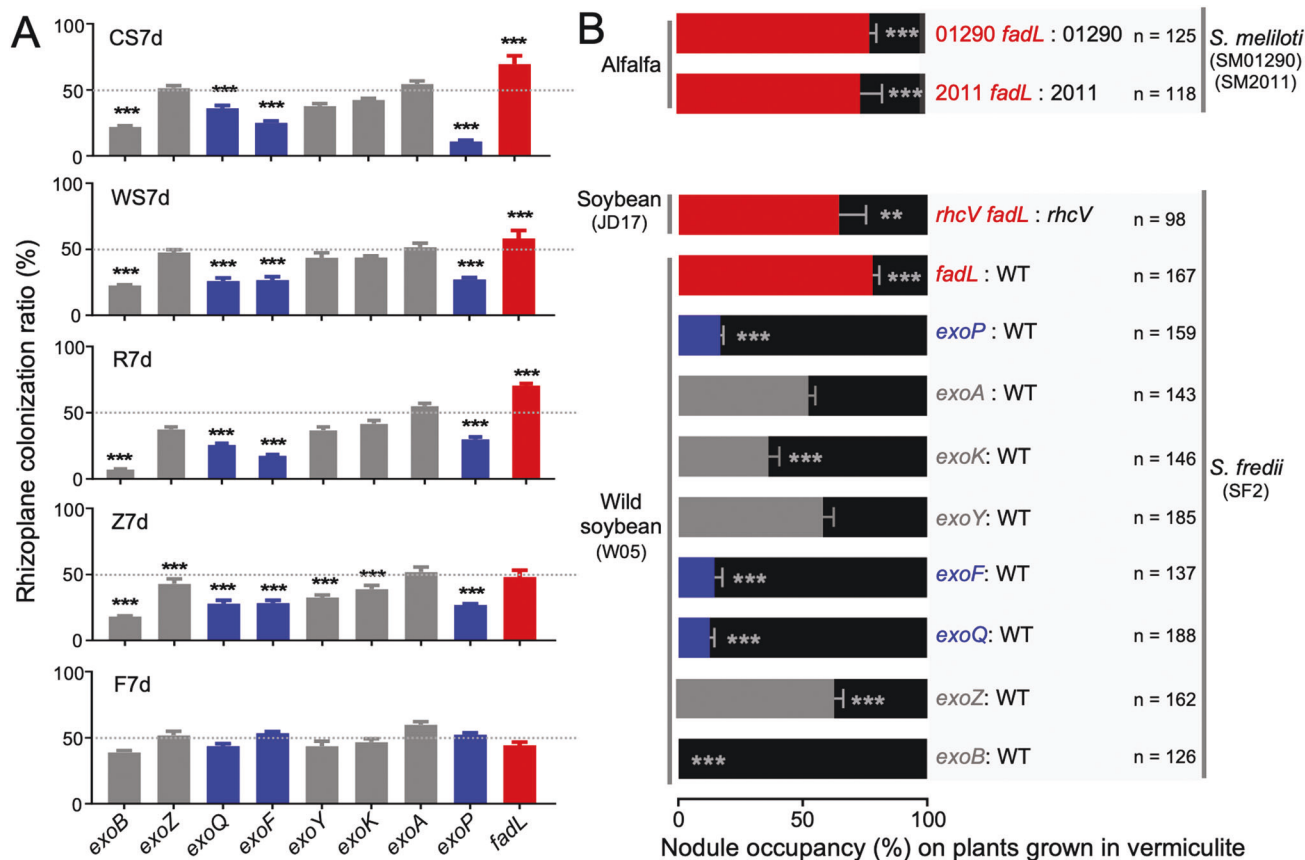 A
Rhizoplane colonization ratio (%)
CS7d
100
50
0
***
***
***
***
***
WS7d
100
50
0
***
***
***
***
***
R7d
100
50
0
***
***
***
***
***
Z7d
100
50
0
***
***
***
***
***
***
***
F7d
100
50
0
exoB
exoZ
exoQ
exoF
exoY
exoK
exoA
exoP
fadL
B
Alfalfa
***
01290 fadL : 01290
n = 125
***
2011 fadL : 2011
n = 118
S. meliloti
(SM01290)
(SM2011)
Soybean
(JD17)
**
rhcV fadL : rhcV
n = 98
Wild
soybean
(W05)
***
fadL : WT
n = 167
***
exoP : WT
n = 159
exoA : WT
n = 143
***
exoK: WT
n = 146
exoY: WT
n = 185
***
exoF: WT
n = 137
***
exoQ: WT
n = 188
***
exoZ: WT
n = 162
***
exoB: WT
n = 126
S. fredii
(SF2)
0
50
100
Nodule occupancy (%) on plants grown in vermiculite